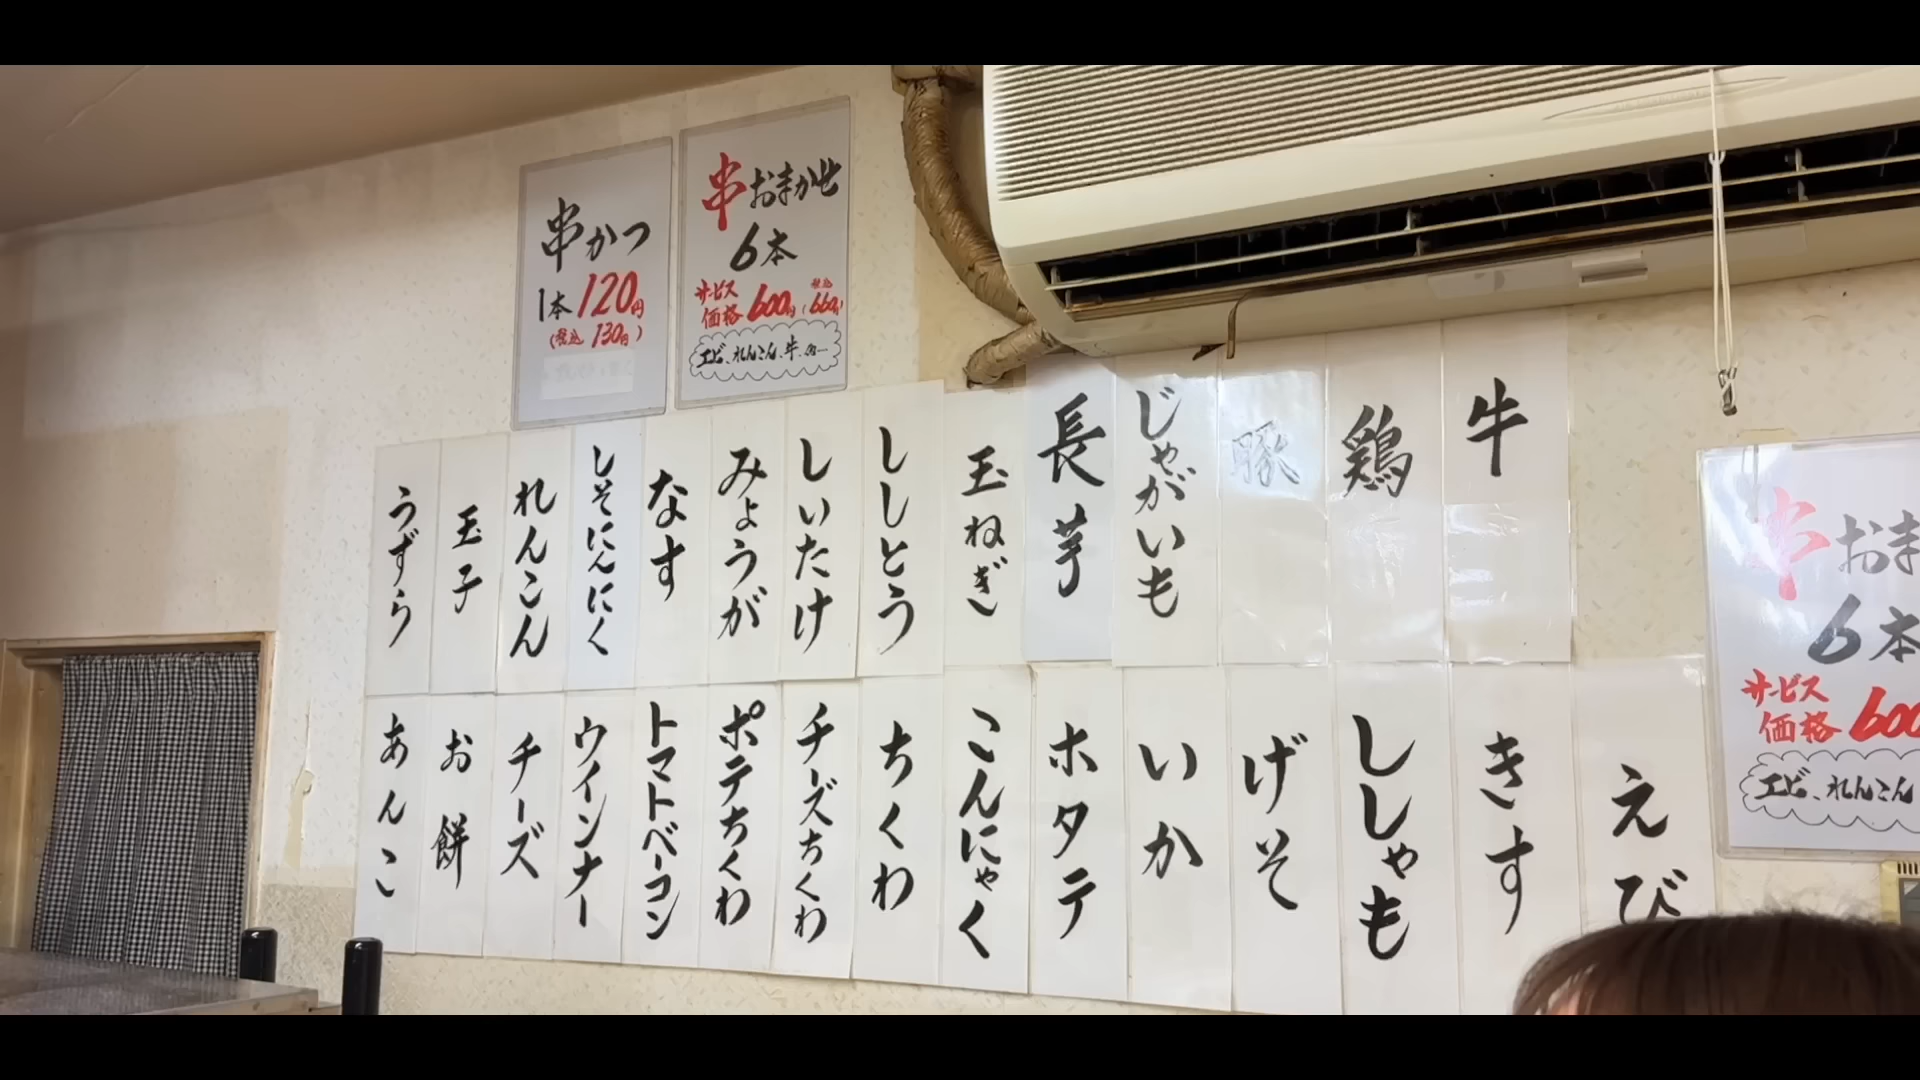 串かつ
1本120円
(税込 130円)
串おまかせ
6本
サービス
価格 600円 (税込 660円)
エビ、れんこん、牛、肉…
牛
鶏
豚
じゃがいも
長芋
玉ねぎ
ししとう
しいたけ
みょうが
なす
しそにんにく
れんこん
玉子
うずら
えび
きす
ししゃも
げそ
いか
ホタテ
こんにゃく
ちくわ
チーズちくわ
ポテちくわ
トマトベーコン
ウインナー
チーズ
お餅
あんこ
串おま
6本
サービス
価格 600
エビ、れんこん